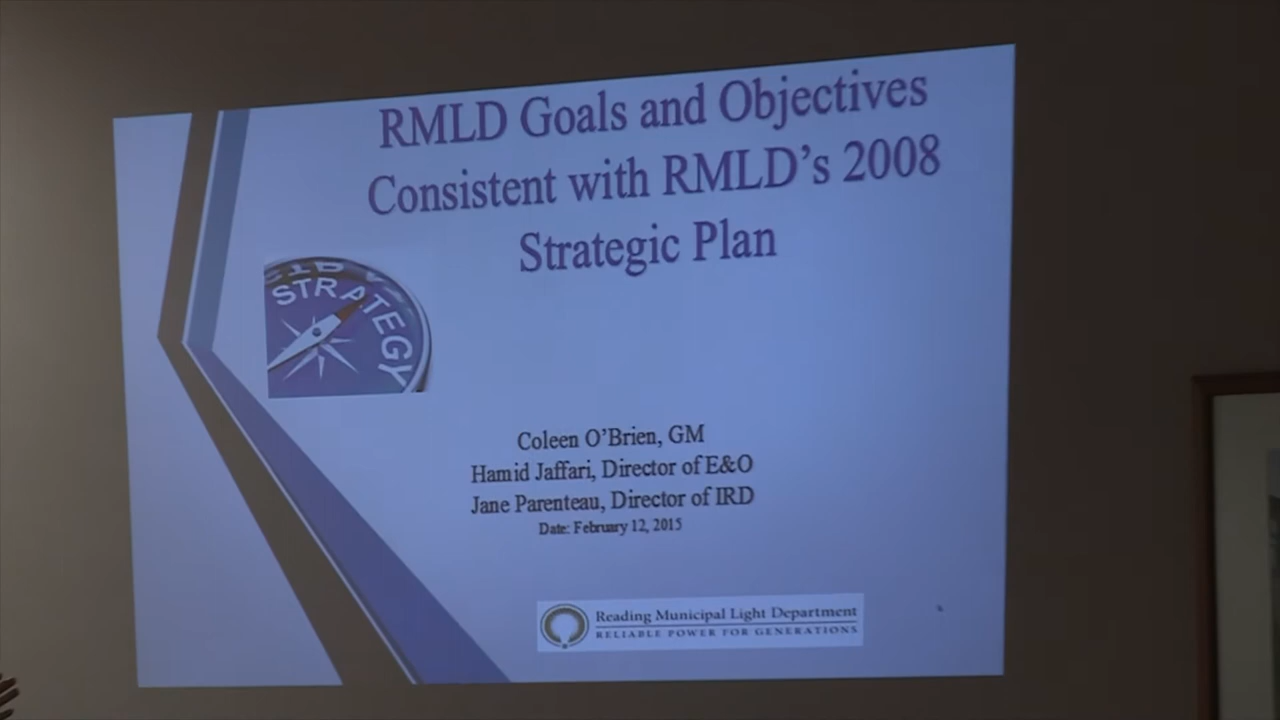 RMLD Goals and Objectives
Consistent with RMLD's 2008
Strategic Plan
STRATEGY
Coleen O'Brien, GM
Hamid Jaffari, Director of E&O
Jane Parenteau, Director of IRD
Date: February 12, 2015
Reading Municipal Light Department
RELIABLE POWER FOR GENERATIONS